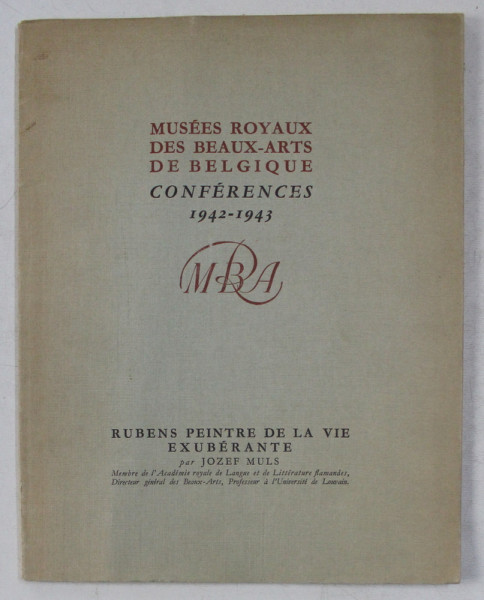 MUSÉES ROYAUX
DES BEAUX-ARTS
DE BELGIQUE
CONFÉRENCES
1942-1943
MRBA
RUBENS PEINTRE DE LA VIE
EXUBÉRANTE
par JOZEF MULS
Membre de l'Académie royale de Langue et de Littérature flamandes,
Directeur général des Beaux-Arts, Professeur à l'Université de Louvain.